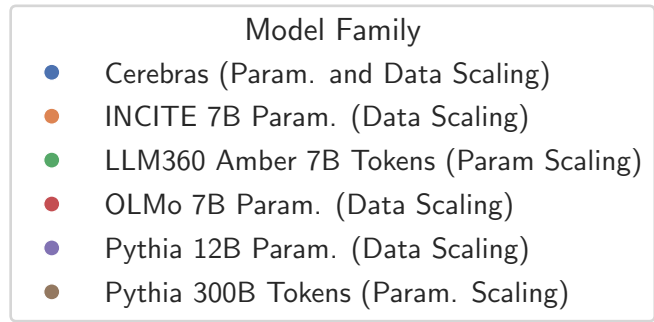 Model Family
Cerebras (Param. and Data Scaling)
INCITE 7B Param. (Data Scaling)
LLM360 Amber 7B Tokens (Param Scaling)
OLMo 7B Param. (Data Scaling)
Pythia 12B Param. (Data Scaling)
Pythia 300B Tokens (Param. Scaling)